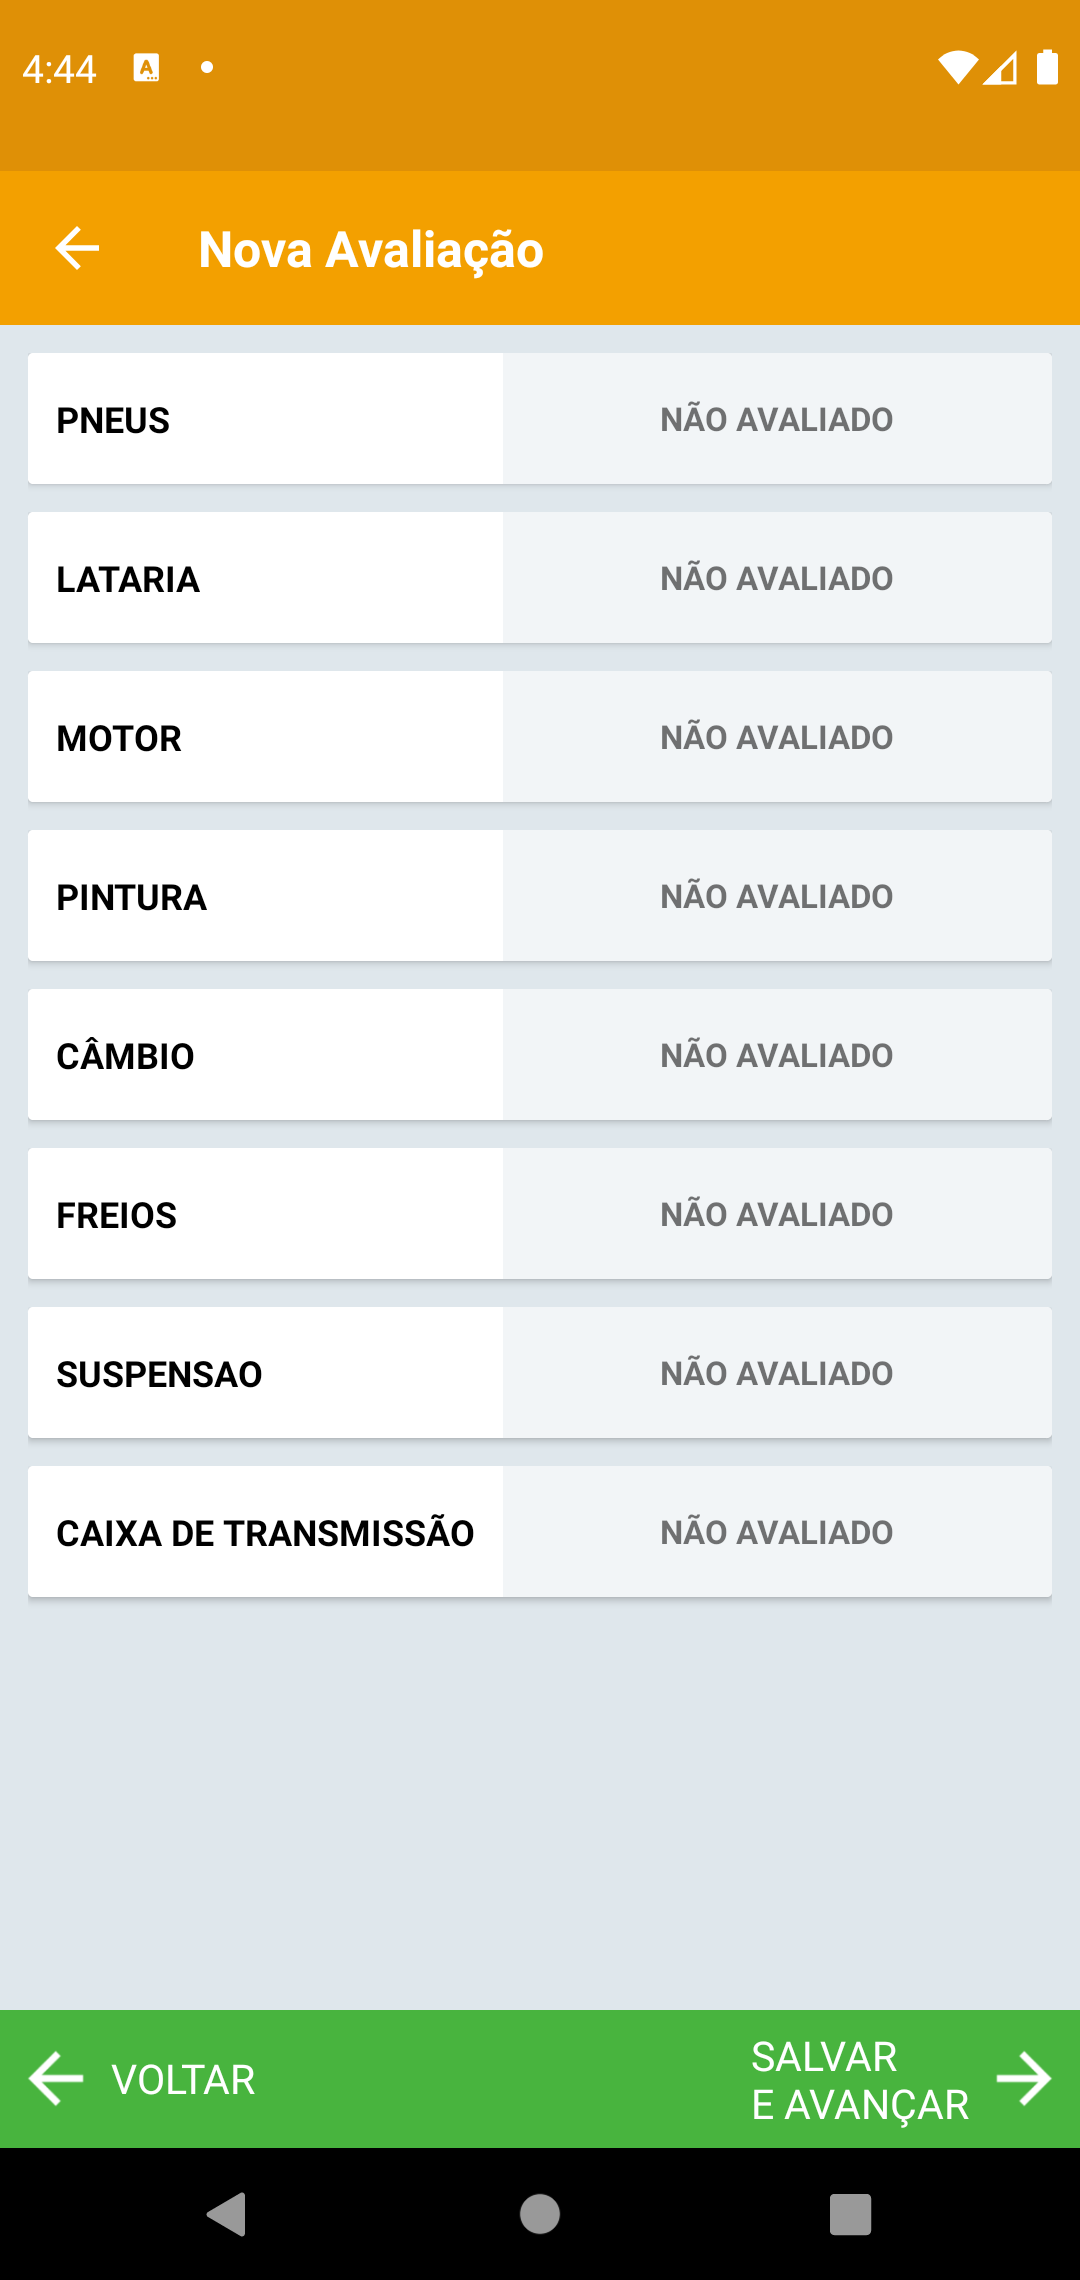 4:44
Nova Avaliação
PNEUS NÃO AVALIADO
LATARIA NÃO AVALIADO
MOTOR NÃO AVALIADO
PINTURA NÃO AVALIADO
CÂMBIO NÃO AVALIADO
FREIOS NÃO AVALIADO
SUSPENSAO NÃO AVALIADO
CAIXA DE TRANSMISSÃO NÃO AVALIADO
VOLTAR
SALVAR
E AVANÇAR